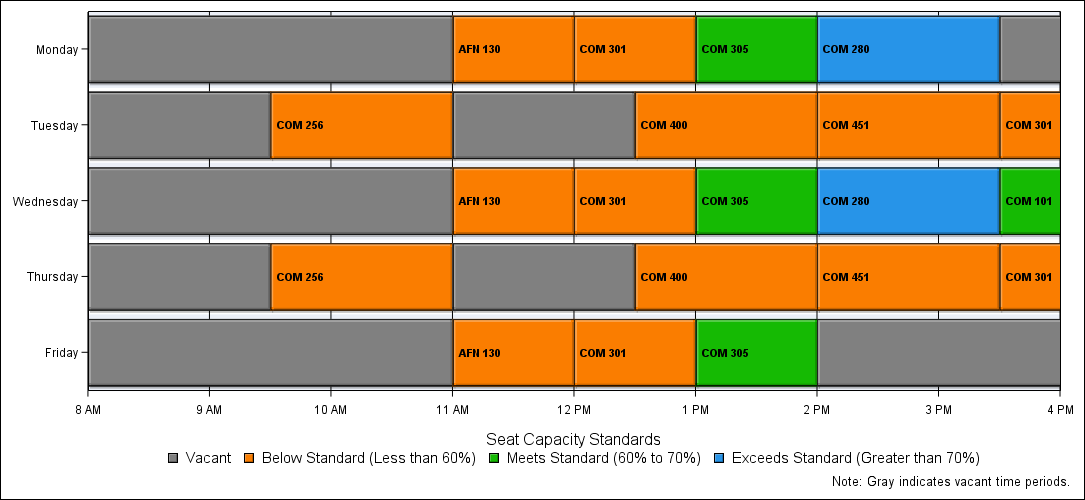 Monday AFN 130 COM 301 COM 305 COM 280
Tuesday COM 256 COM 400 COM 451 COM 301
Wednesday AFN 130 COM 301 COM 305 COM 280 COM 101
Thursday COM 256 COM 400 COM 451 COM 301
Friday AFN 130 COM 301 COM 305
8 AM 9 AM 10 AM 11 AM 12 PM 1 PM 2 PM 3 PM 4 PM
Seat Capacity Standards
Vacant Below Standard (Less than 60%) Meets Standard (60% to 70%) Exceeds Standard (Greater than 70%)
Note: Gray indicates vacant time periods.